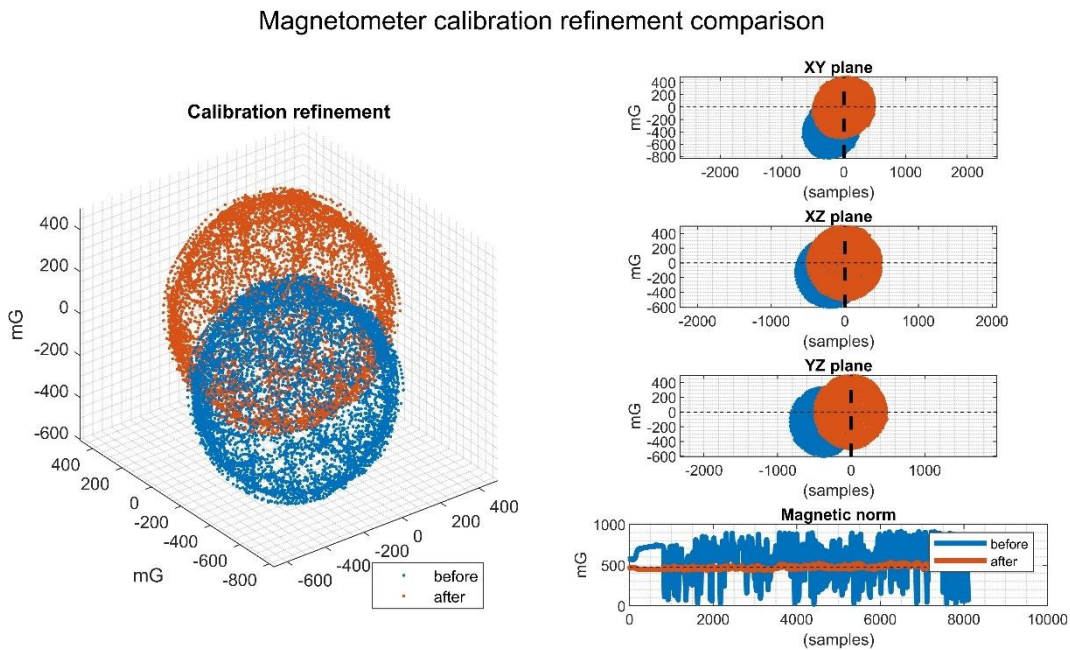 Magnetometer calibration refinement comparison
Calibration refinement
400
200
0
-200
-400
-600
mG
400
200
0
-200
-400
-600
-800
mG
-600
-400
-200
0
200
400
before
after
XY plane
400
200
0
-200
-400
-600
-800
mG
-2000 -1000 0 1000 2000
(samples)
XZ plane
400
200
0
-200
-400
-600
mG
-2000 -1000 0 1000 2000
(samples)
YZ plane
400
200
0
-200
-400
-600
mG
-2000 -1000 0 1000
(samples)
Magnetic norm
1000
500
0
mG
0 2000 4000 6000 8000 10000
(samples)
before
after